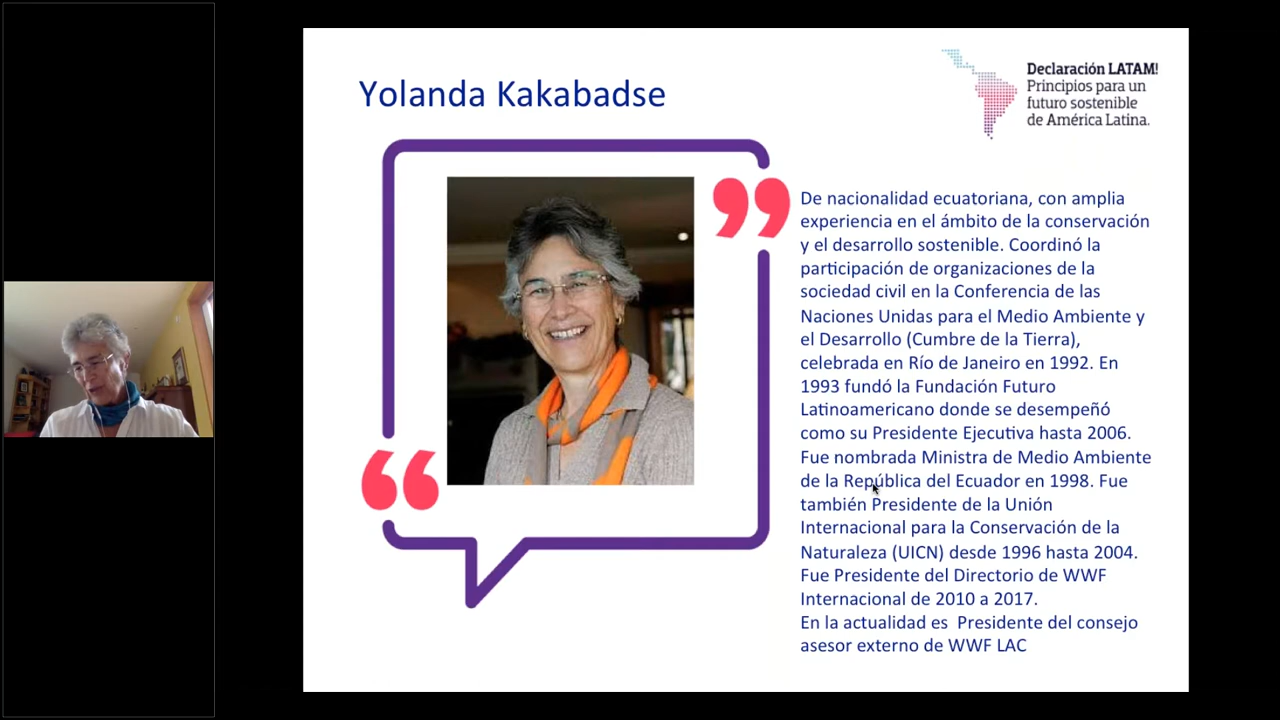 Yolanda Kakabadse
Declaración LATAM!
Principios para un
futuro sostenible
de América Latina.
De nacionalidad ecuatoriana, con amplia
experiencia en el ámbito de la conservación
y el desarrollo sostenible. Coordinó la
participación de organizaciones de la
sociedad civil en la Conferencia de las
Naciones Unidas para el Medio Ambiente y
el Desarrollo (Cumbre de la Tierra),
celebrada en Río de Janeiro en 1992. En
1993 fundó la Fundación Futuro
Latinoamericano donde se desempeñó
como su Presidente Ejecutiva hasta 2006.
Fue nombrada Ministra de Medio Ambiente
de la República del Ecuador en 1998. Fue
también Presidente de la Unión
Internacional para la Conservación de la
Naturaleza (UICN) desde 1996 hasta 2004.
Fue Presidente del Directorio de WWF
Internacional de 2010 a 2017.
En la actualidad es  Presidente del consejo
asesor externo de WWF LAC